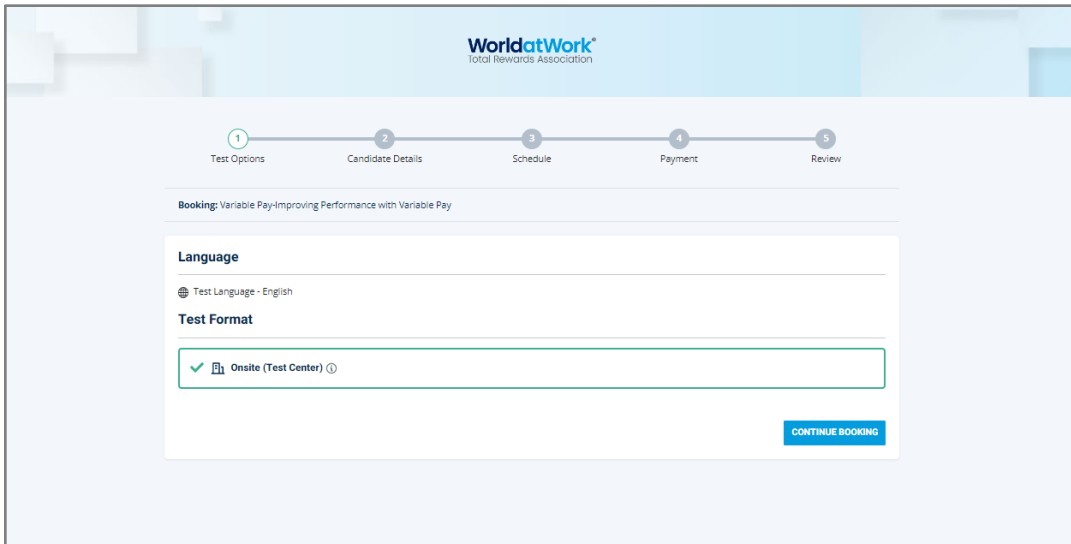 WorldatWork®
Total Rewards Association
1 2 3 4 5
Test Options Candidate Details Schedule Payment Review
Booking: Variable Pay-Improving Performance with Variable Pay
Language
Test Language - English
Test Format
Onsite (Test Center)
CONTINUE BOOKING